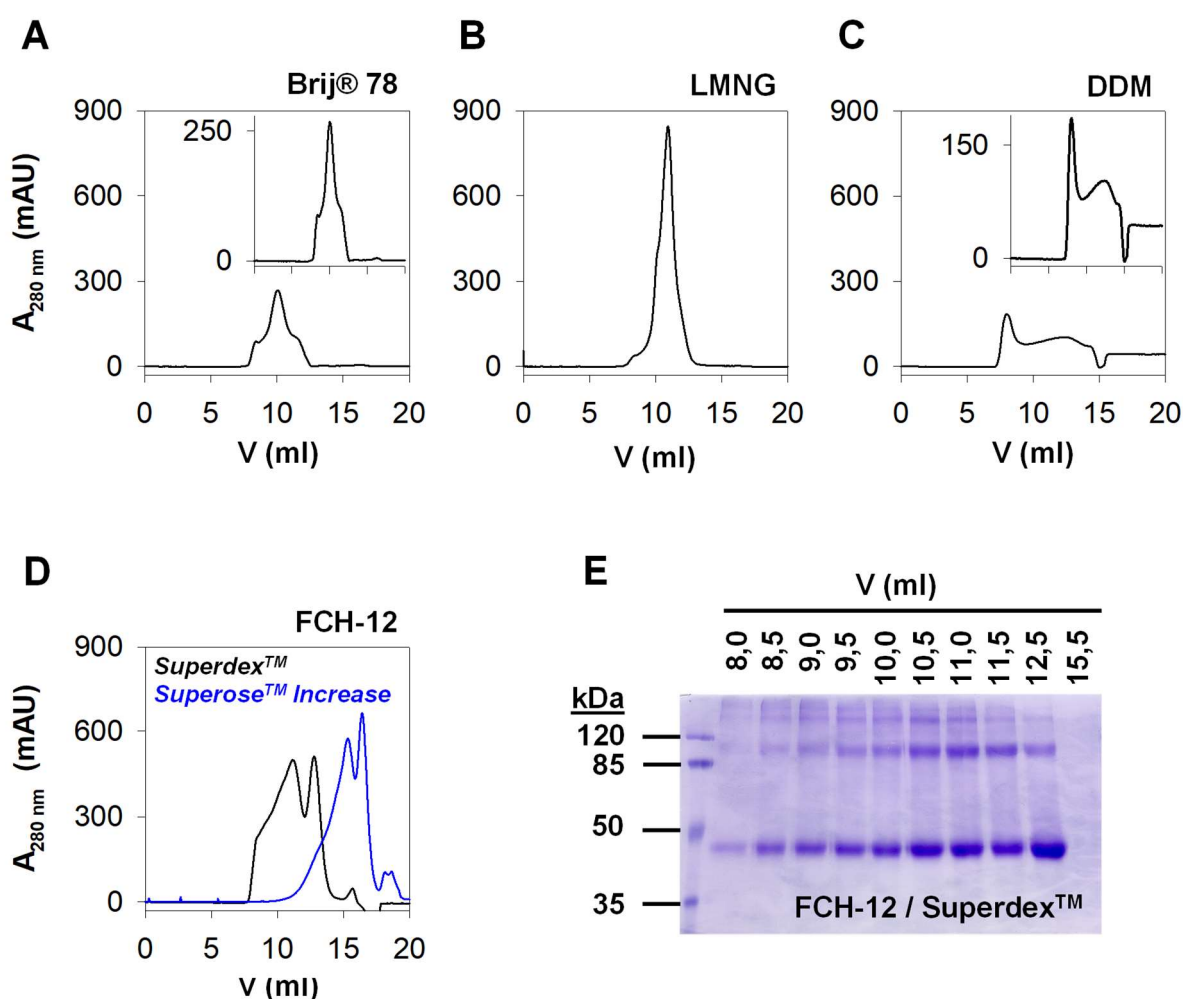 A
Brij® 78
900
600
300
0
250
0
0 5 10 15 20
A280 nm (mAU)
V (ml)
B
LMNG
900
600
300
0
0 5 10 15 20
V (ml)
C
DDM
900
600
300
0
150
0
0 5 10 15 20
V (ml)
D
FCH-12
Superdex™
Superose™ Increase
900
600
300
0
0 5 10 15 20
A280 nm (mAU)
V (ml)
E
V (ml)
8,0 8,5 9,0 9,5 10,0 10,5 11,0 11,5 12,5 15,5
kDa
120
85
50
35
FCH-12 / Superdex™